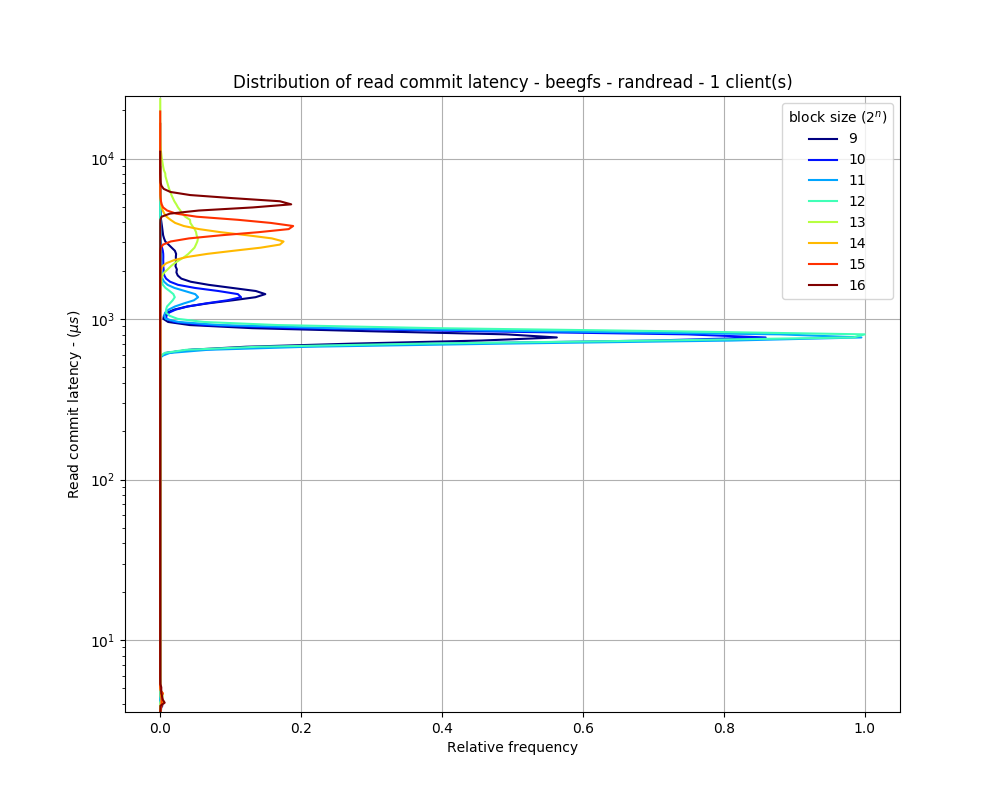 Distribution of read commit latency - beegfs - randread - 1 client(s)
block size (2ⁿ)
9
10
11
12
13
14
15
16
10⁴
10³
10²
10¹
Read commit latency - (μs)
0.0 0.2 0.4 0.6 0.8 1.0
Relative frequency